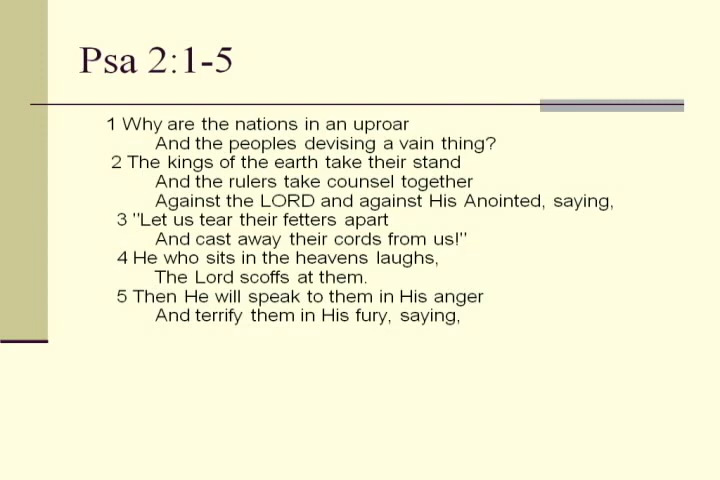 Psa 2:1-5
1 Why are the nations in an uproar
And the peoples devising a vain thing?
2 The kings of the earth take their stand
And the rulers take counsel together
Against the LORD and against His Anointed, saying,
3 "Let us tear their fetters apart
And cast away their cords from us!"
4 He who sits in the heavens laughs,
The Lord scoffs at them.
5 Then He will speak to them in His anger
And terrify them in His fury, saying,